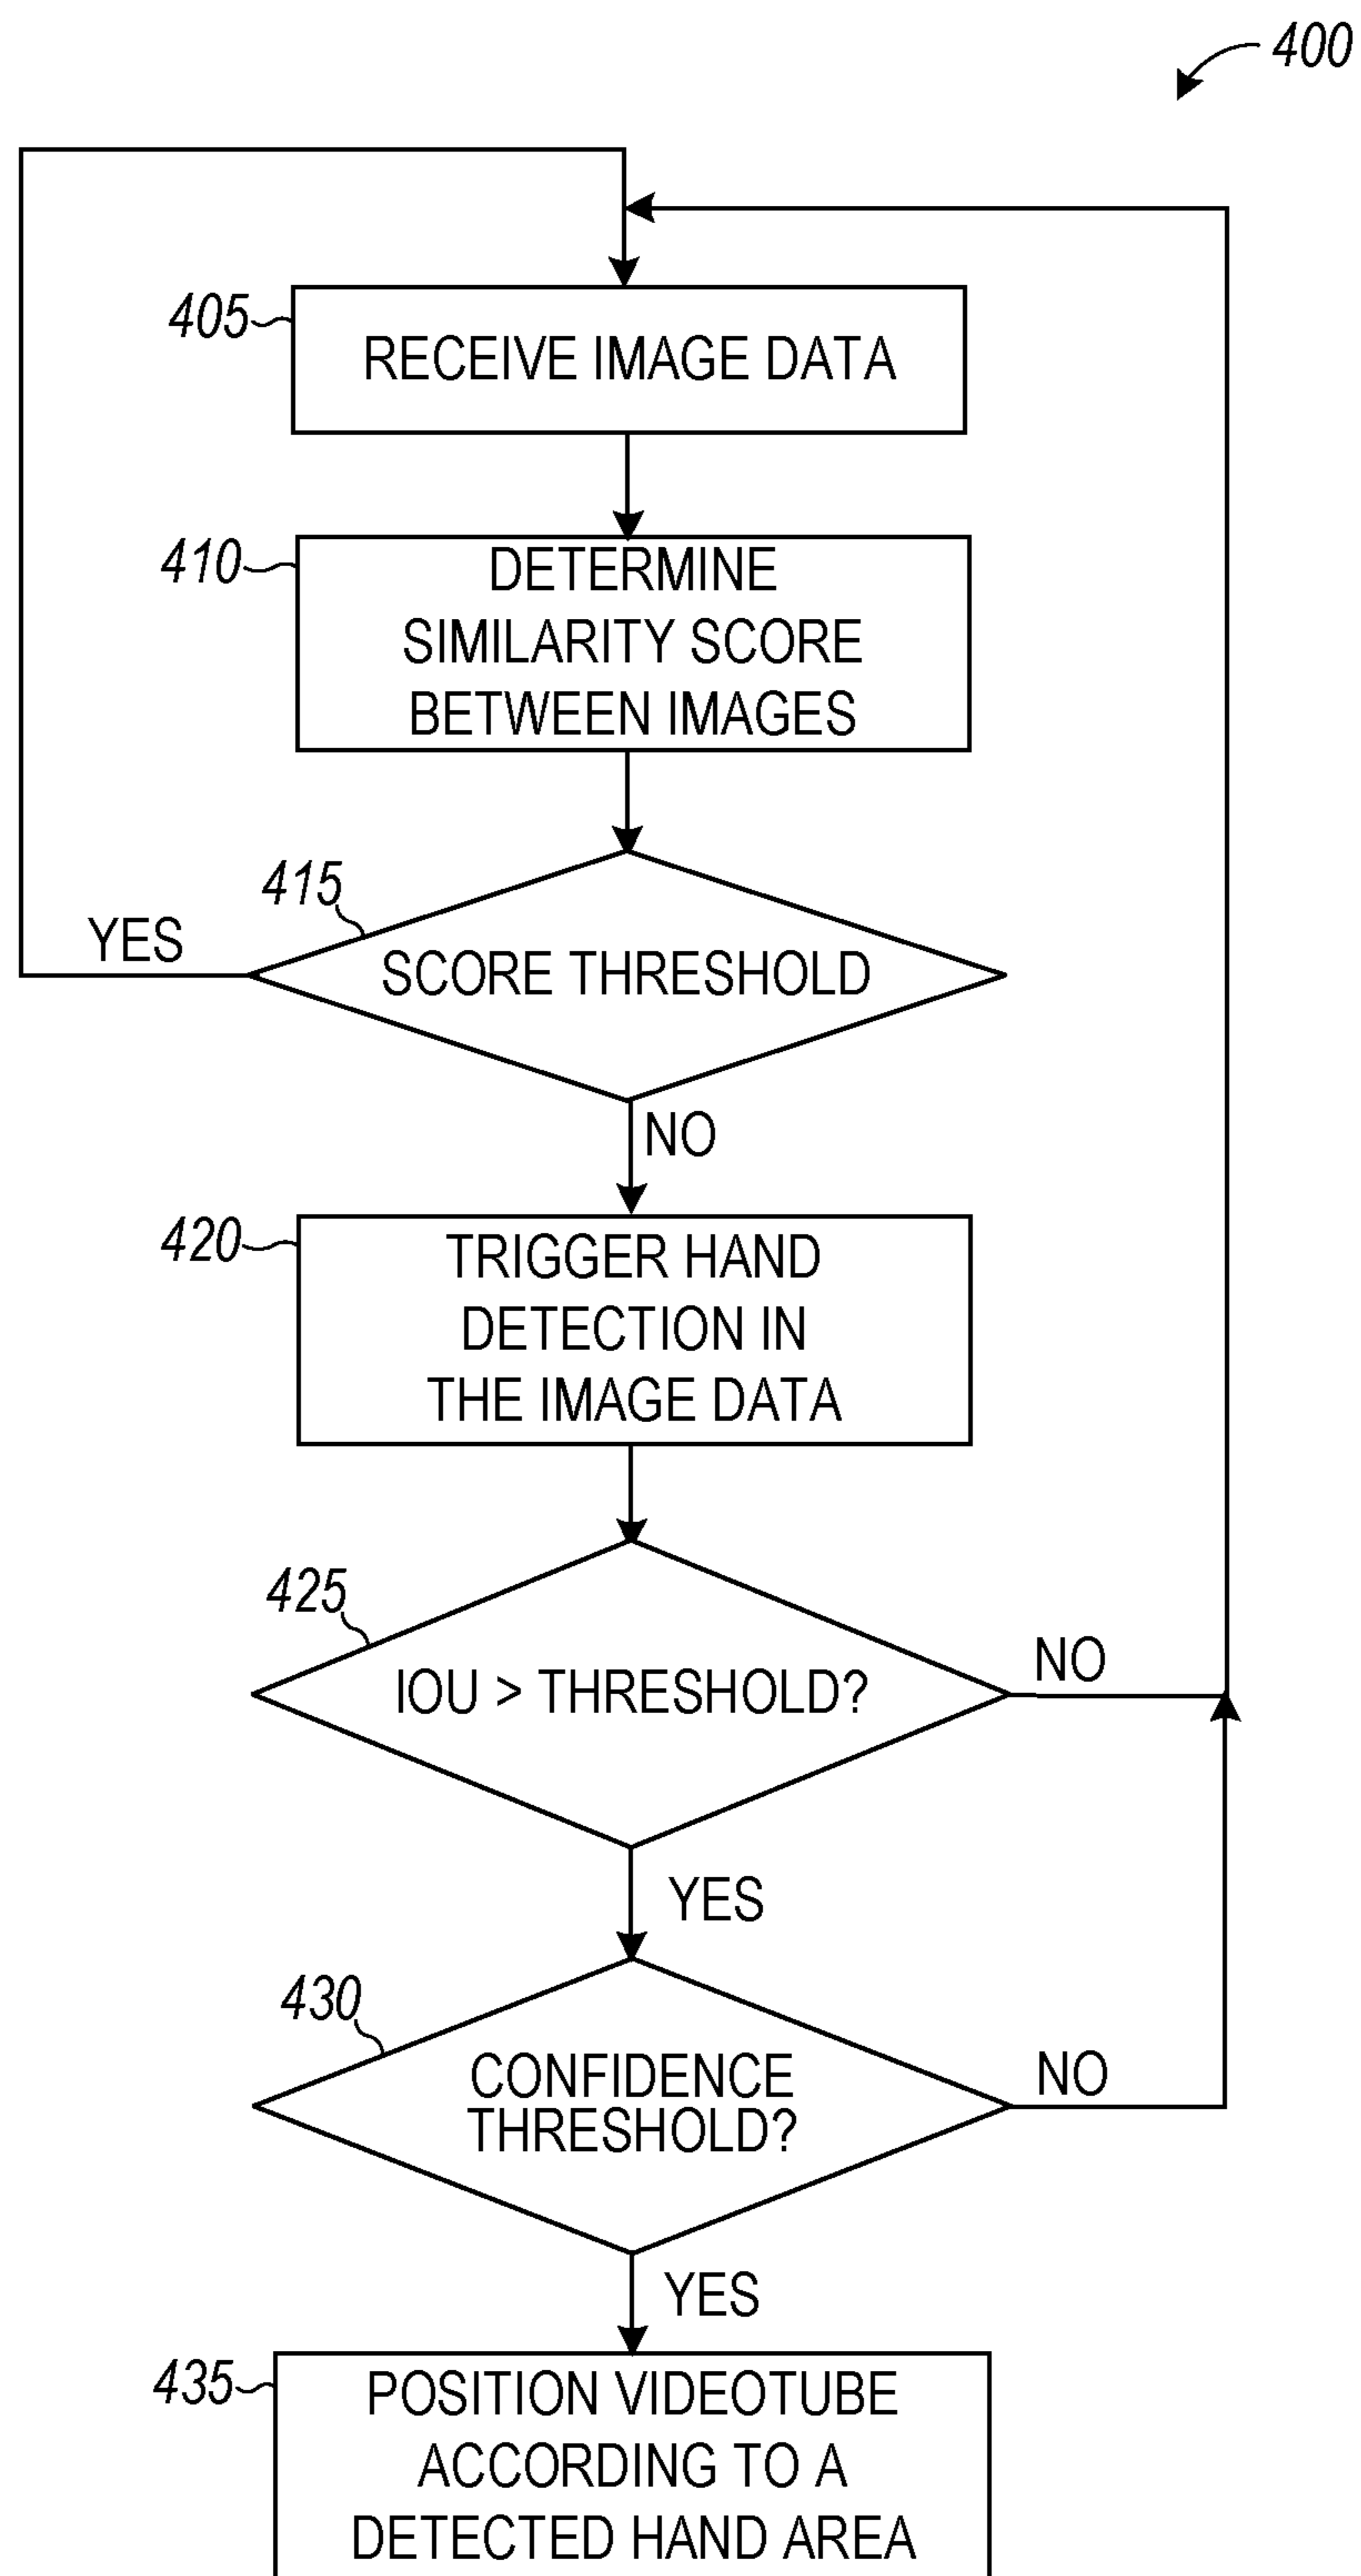 400
405
RECEIVE IMAGE DATA
410
DETERMINE
SIMILARITY SCORE
BETWEEN IMAGES
415
YES
SCORE THRESHOLD
NO
420
TRIGGER HAND
DETECTION IN
THE IMAGE DATA
425
IOU > THRESHOLD?
NO
YES
430
CONFIDENCE
THRESHOLD?
NO
YES
435
POSITION VIDEOTUBE
ACCORDING TO A
DETECTED HAND AREA